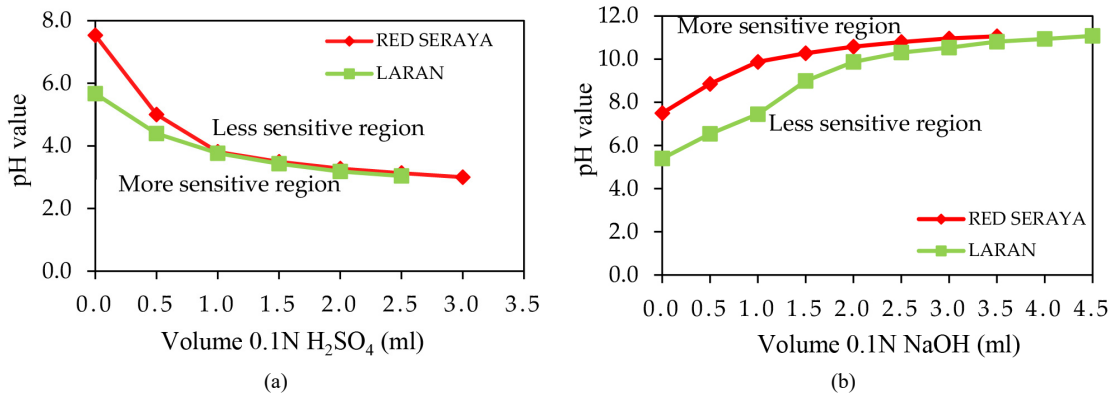 (a)
8.0
6.0
4.0
2.0
0.0
pH value
RED SERAYA
LARAN
Less sensitive region
More sensitive region
0.0 0.5 1.0 1.5 2.0 2.5 3.0 3.5
Volume 0.1N H₂SO₄ (ml)
(b)
12.0
10.0
8.0
6.0
4.0
2.0
0.0
pH value
More sensitive region
Less sensitive region
RED SERAYA
LARAN
0.0 0.5 1.0 1.5 2.0 2.5 3.0 3.5 4.0 4.5
Volume 0.1N NaOH (ml)
(a)
(b)